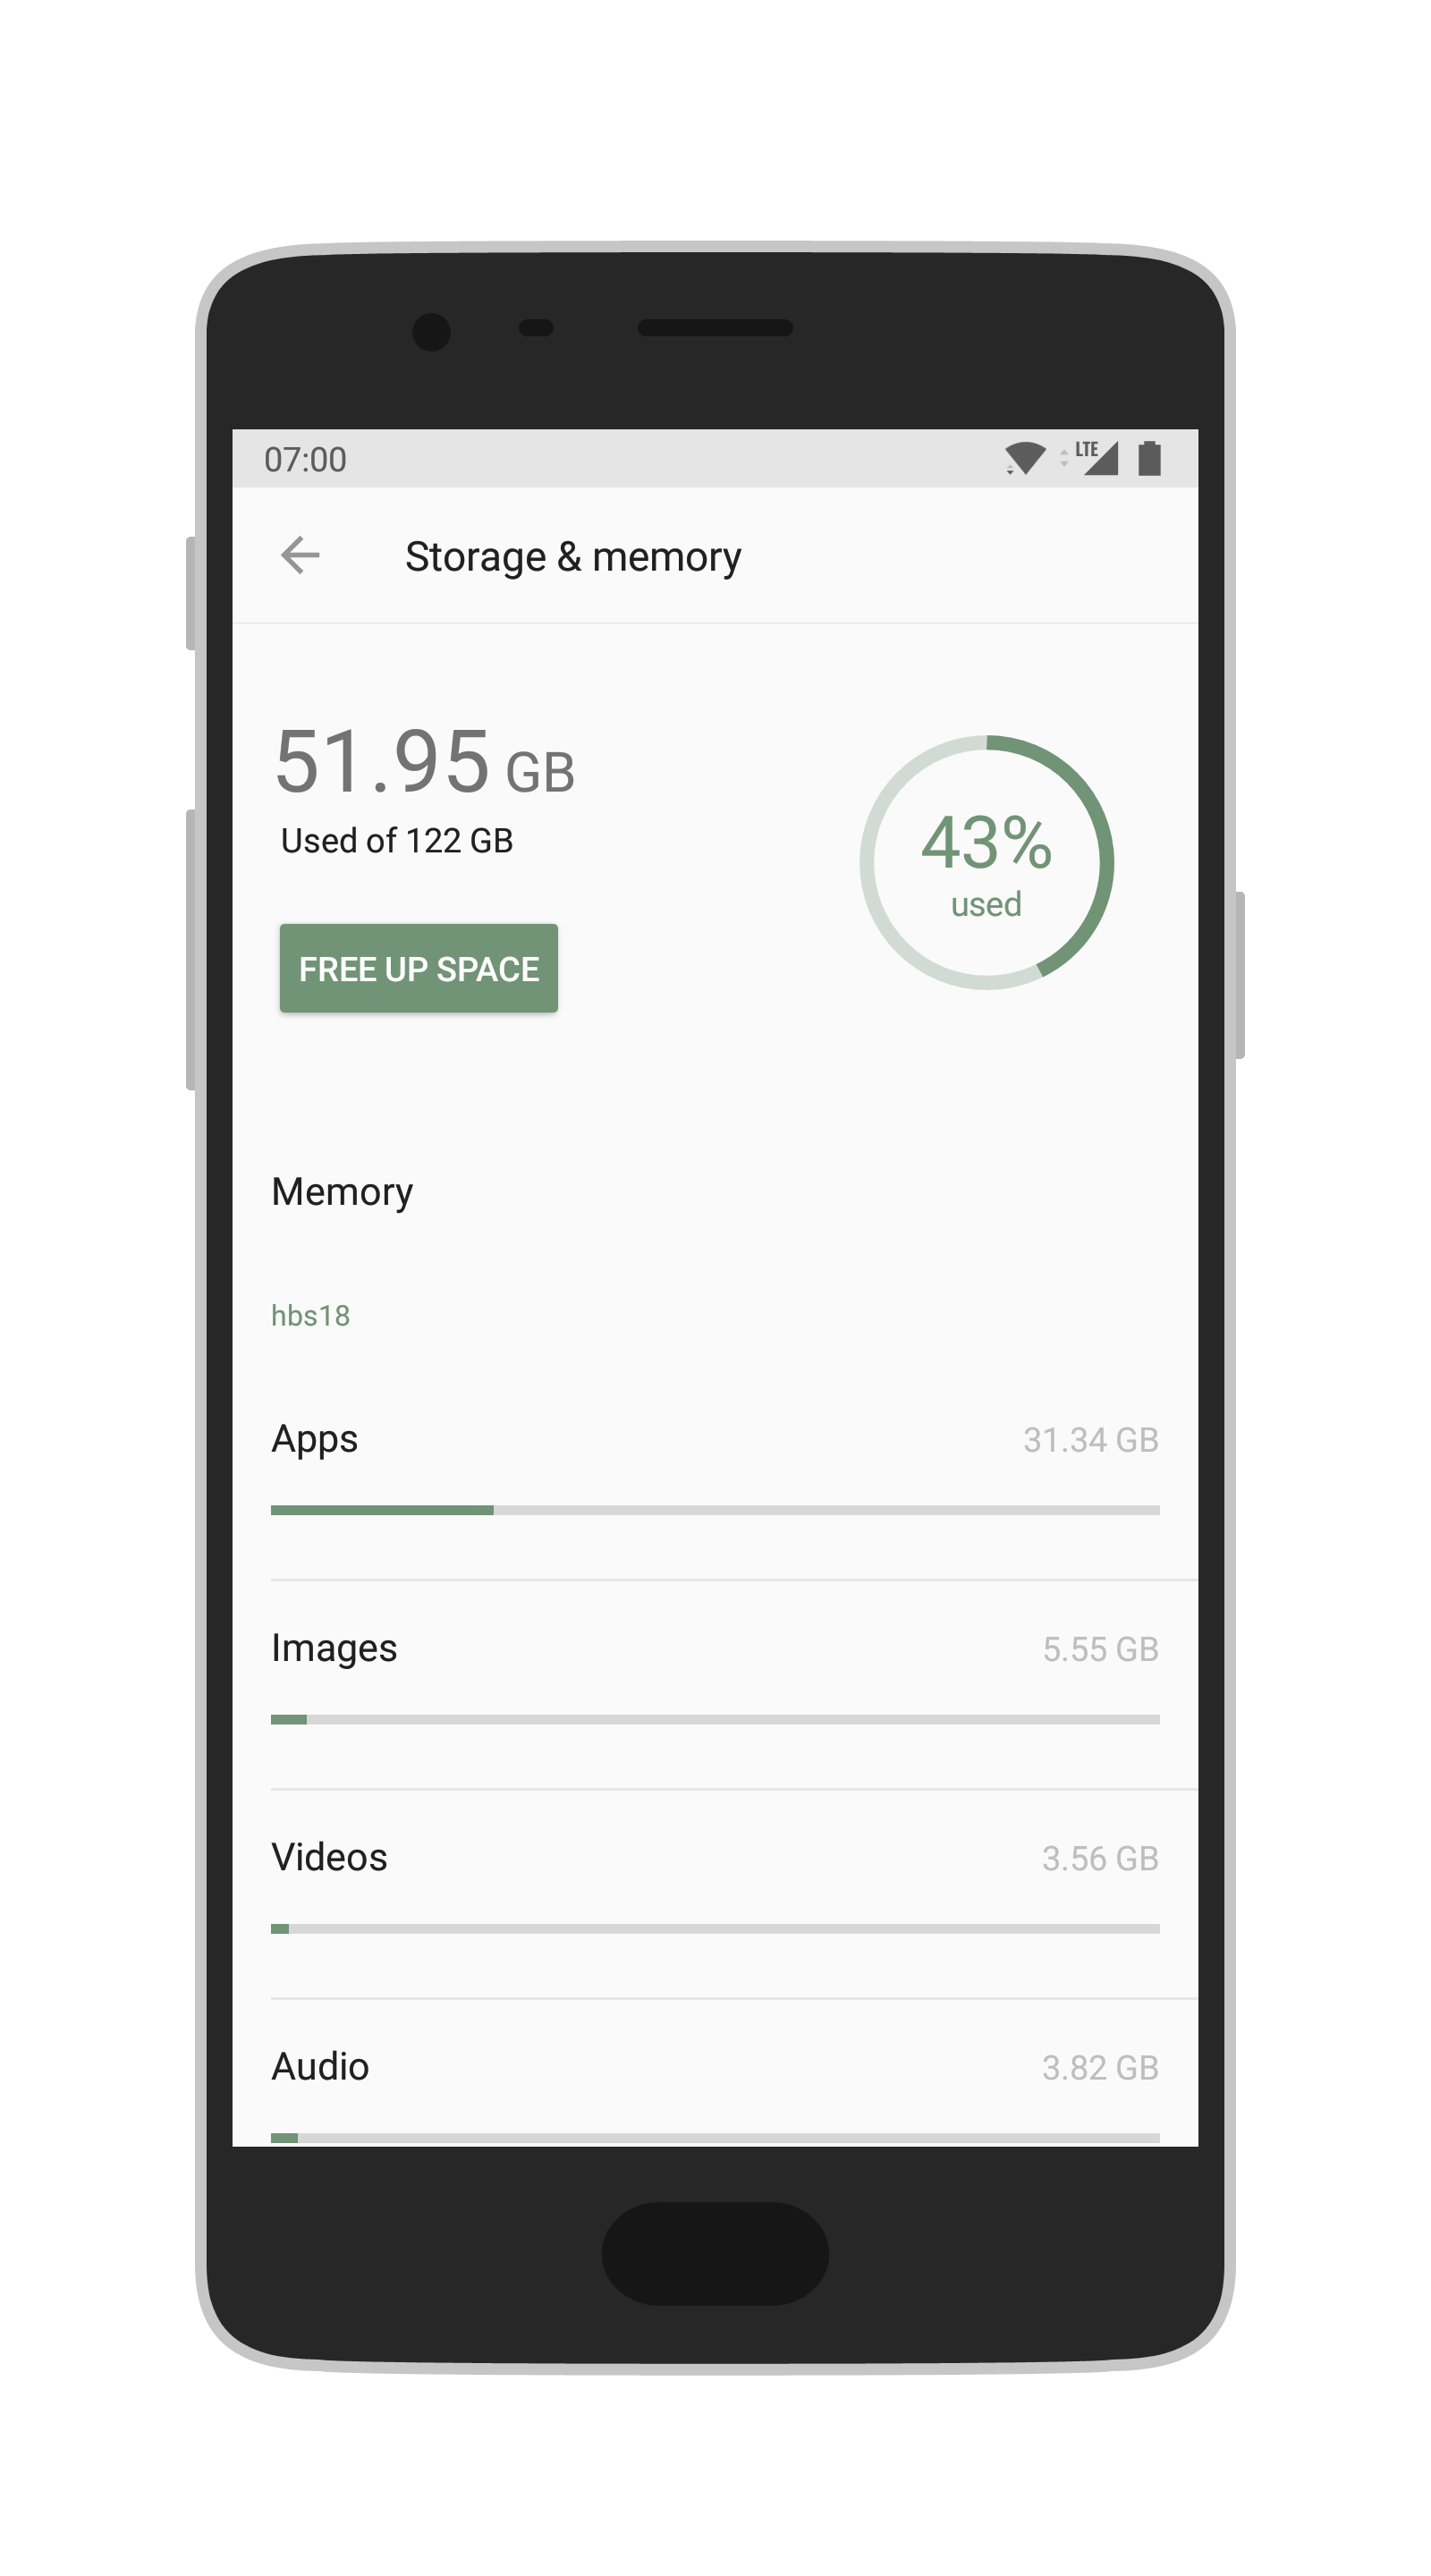 07:00 LTE
Storage & memory
51.95 GB
Used of 122 GB
43%
used
FREE UP SPACE
Memory
hbs18
Apps 31.34 GB
Images 5.55 GB
Videos 3.56 GB
Audio 3.82 GB